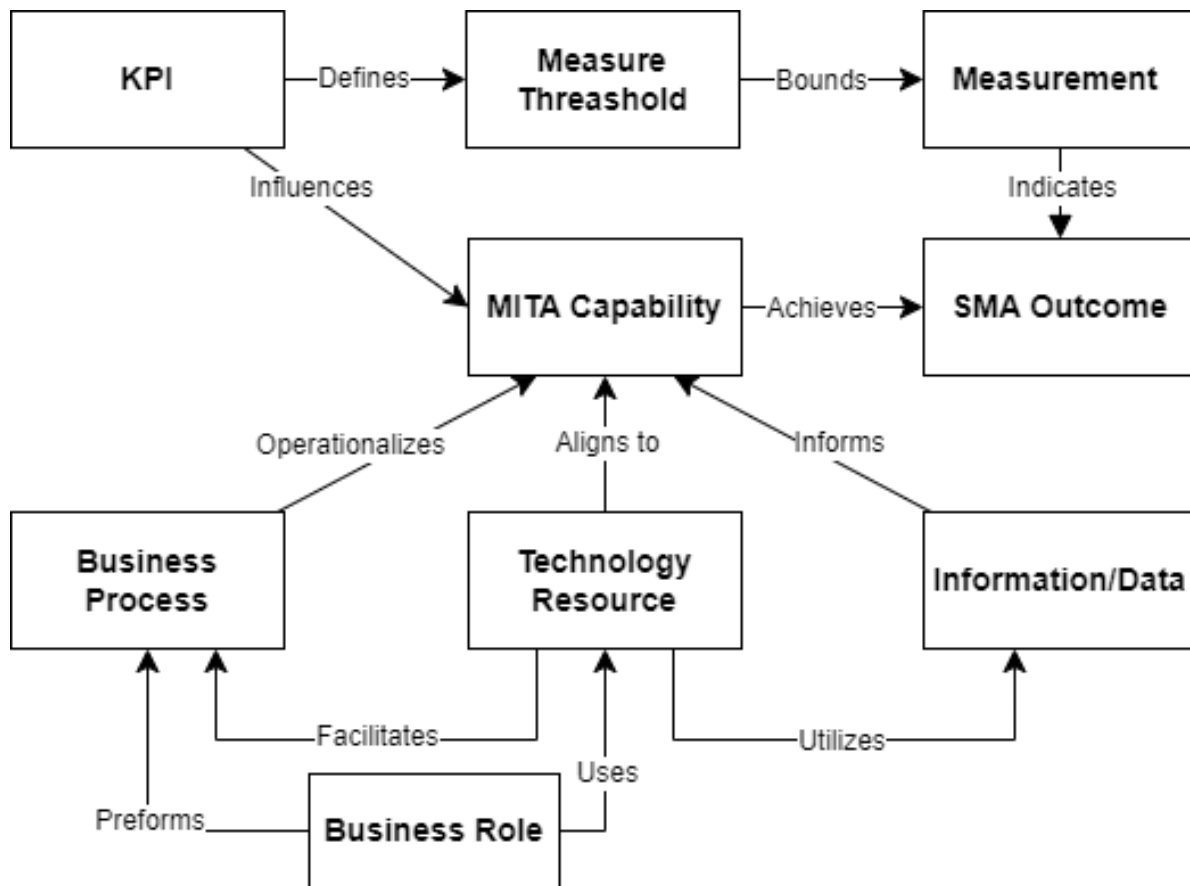 KPI
Defines
Measure
Threashold
Bounds
Measurement
Influences
Indicates
MITA Capability
Achieves
SMA Outcome
Operationalizes
Aligns to
Informs
Business
Process
Technology
Resource
Information/Data
Facilitates
Utilizes
Uses
Preforms
Business Role